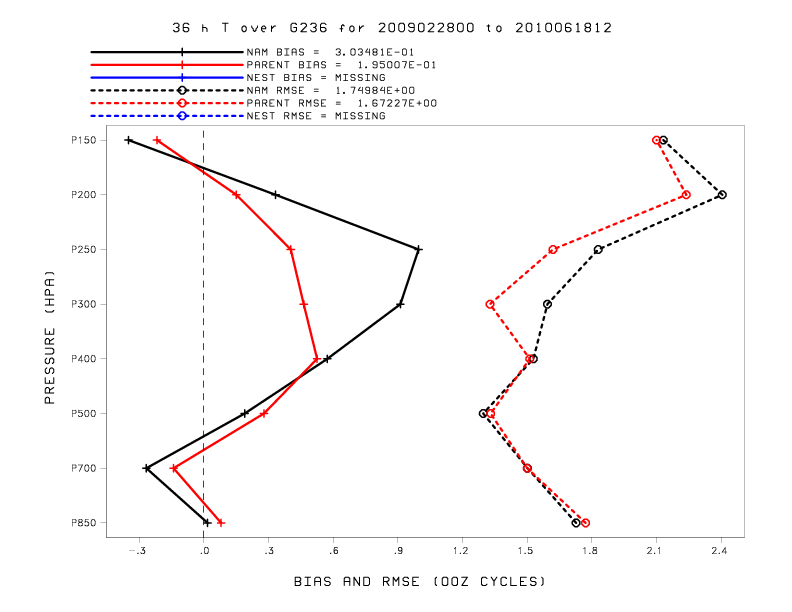 36 h T over G236 for 2009022800 to 2010061812
NAM BIAS = 3.03481E-01
PARENT BIAS = 1.95007E-01
NEST BIAS = MISSING
NAM RMSE = 1.74984E+00
PARENT RMSE = 1.67227E+00
NEST RMSE = MISSING
P150
P200
P250
P300
P400
P500
P700
P850
PRESSURE (HPA)
-.3 .0 .3 .6 .9 1.2 1.5 1.8 2.1 2.4
BIAS AND RMSE (00Z CYCLES)